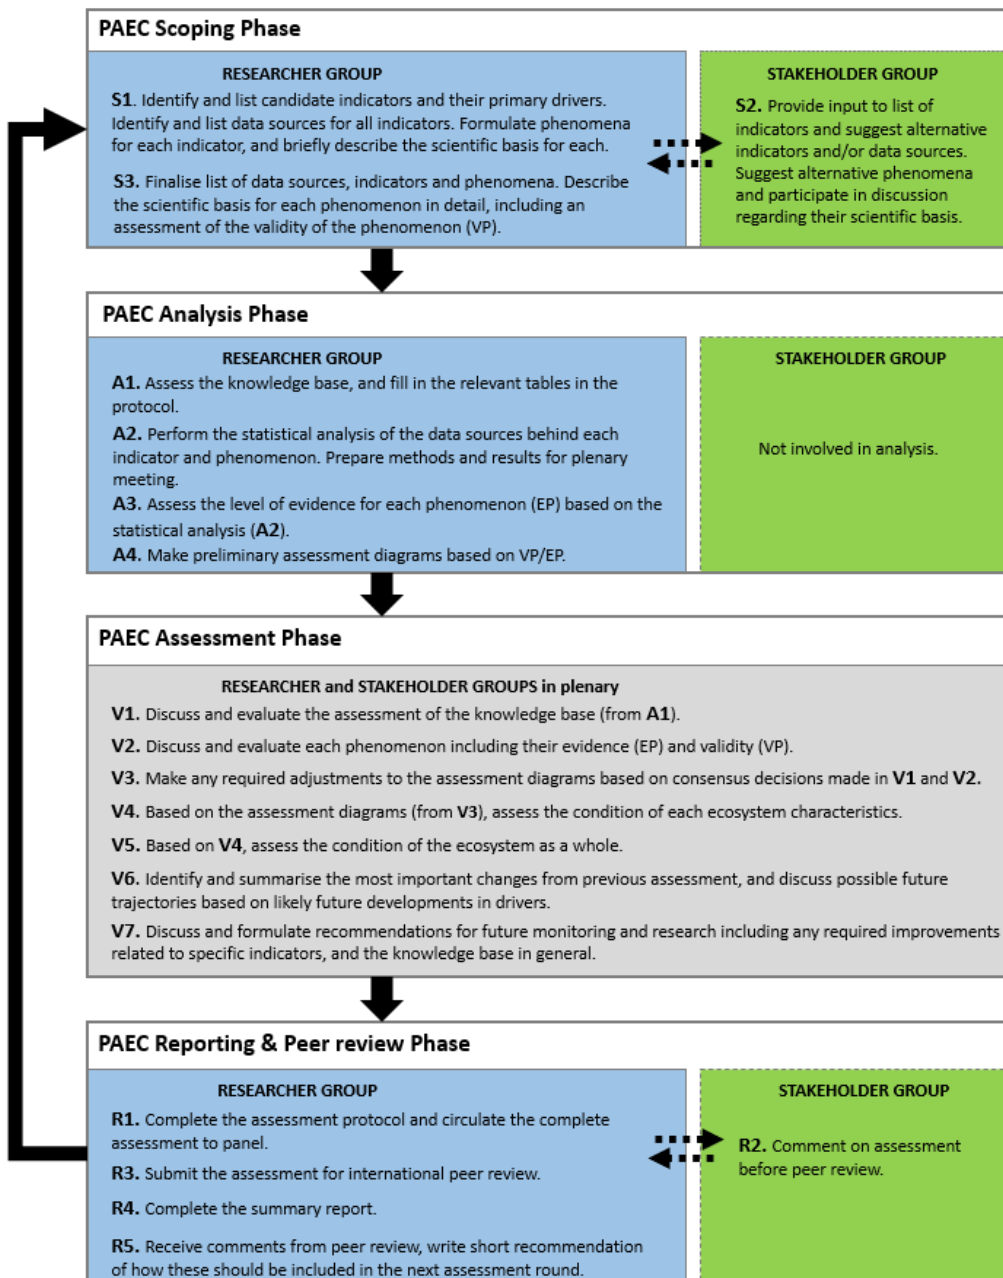 PAEC Scoping Phase
RESEARCHER GROUP
S1. Identify and list candidate indicators and their primary drivers.
Identify and list data sources for all indicators. Formulate phenomena
for each indicator, and briefly describe the scientific basis for each.
S3. Finalise list of data sources, indicators and phenomena. Describe
the scientific basis for each phenomenon in detail, including an
assessment of the validity of the phenomenon (VP).
STAKEHOLDER GROUP
S2. Provide input to list of
indicators and suggest alternative
indicators and/or data sources.
Suggest alternative phenomena
and participate in discussion
regarding their scientific basis.
PAEC Analysis Phase
RESEARCHER GROUP
A1. Assess the knowledge base, and fill in the relevant tables in the
protocol.
A2. Perform the statistical analysis of the data sources behind each
indicator and phenomenon. Prepare methods and results for plenary
meeting.
A3. Assess the level of evidence for each phenomenon (EP) based on the
statistical analysis (A2).
A4. Make preliminary assessment diagrams based on VP/EP.
STAKEHOLDER GROUP
Not involved in analysis.
PAEC Assessment Phase
RESEARCHER and STAKEHOLDER GROUPS in plenary
V1. Discuss and evaluate the assessment of the knowledge base (from A1).
V2. Discuss and evaluate each phenomenon including their evidence (EP) and validity (VP).
V3. Make any required adjustments to the assessment diagrams based on consensus decisions made in V1 and V2.
V4. Based on the assessment diagrams (from V3), assess the condition of each ecosystem characteristics.
V5. Based on V4, assess the condition of the ecosystem as a whole.
V6. Identify and summarise the most important changes from previous assessment, and discuss possible future
trajectories based on likely future developments in drivers.
V7. Discuss and formulate recommendations for future monitoring and research including any required improvements
related to specific indicators, and the knowledge base in general.
PAEC Reporting & Peer review Phase
RESEARCHER GROUP
R1. Complete the assessment protocol and circulate the complete
assessment to panel.
R3. Submit the assessment for international peer review.
R4. Complete the summary report.
R5. Receive comments from peer review, write short recommendation
of how these should be included in the next assessment round.
STAKEHOLDER GROUP
R2. Comment on assessment
before peer review.